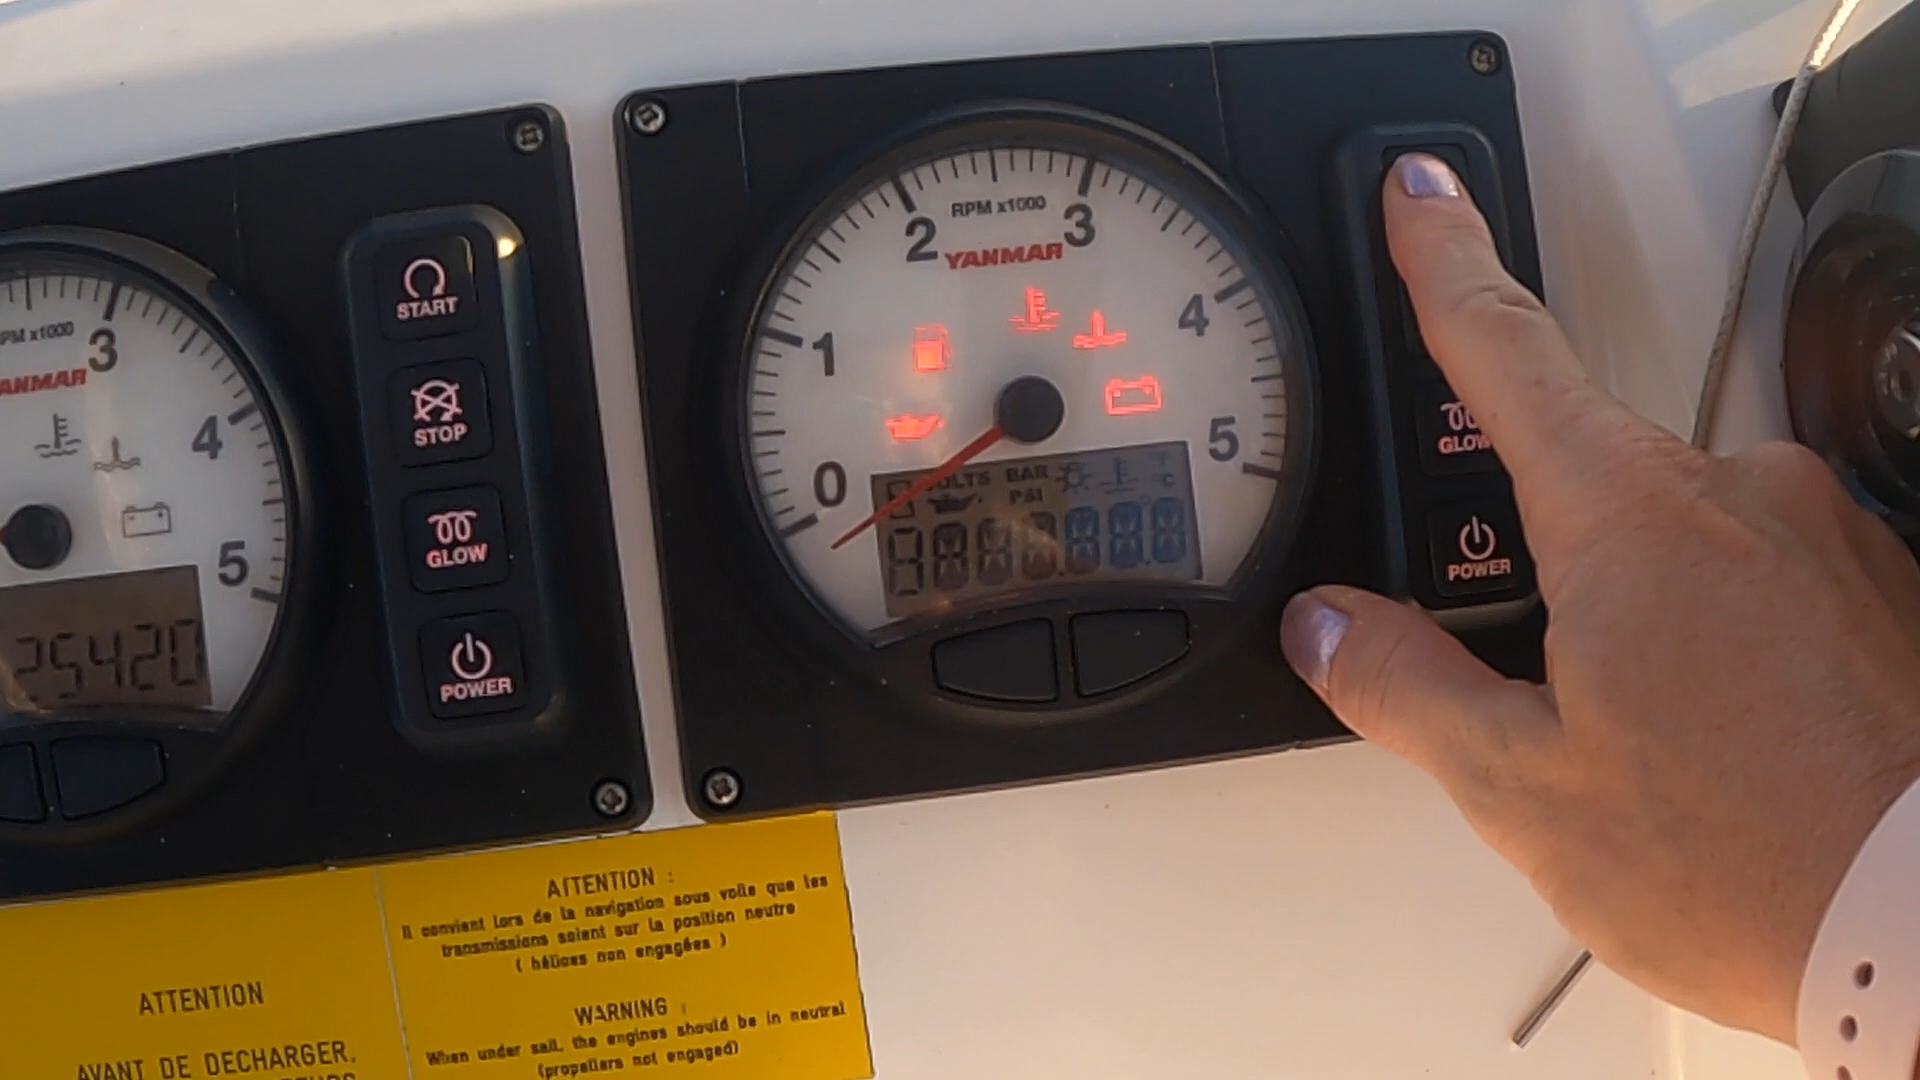 PM x1000
3
ANMAR
4
5
25420
START
STOP
GLOW
POWER
RPM x1000
2
3
YANMAR
1
4
0
5
VOLTS BAR °F
PSI °C
GLOW
POWER
ATTENTION :
Il convient lors de la navigation sous voile que les
transmissions soient sur la position neutre
( hélices non engagées )
WARNING :
When under sail, the engines should be in neutral
(propellers not engaged)
ATTENTION
AVANT DE DECHARGER,